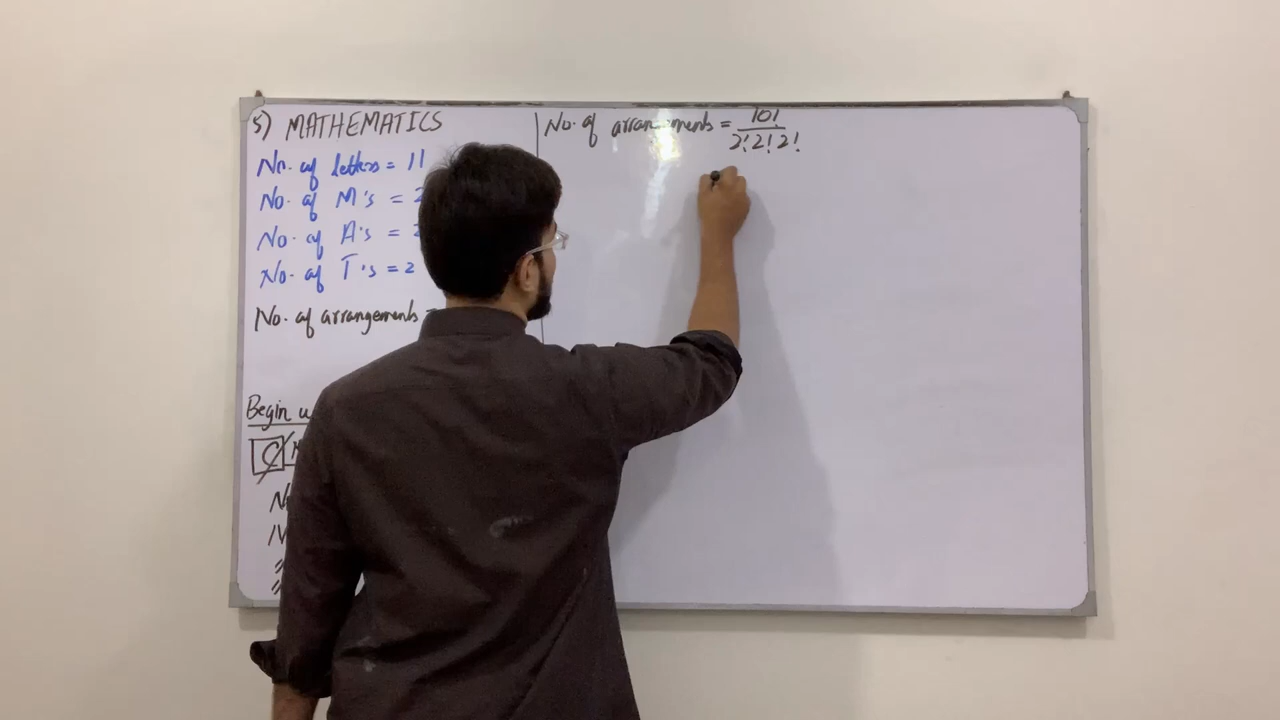 5) MATHEMATICS
No. of letters = 11
No. of M's = 2
No. of A's = 2
No. of T's = 2
No. of arrangements
Begin
C
No. of arrangements = 10!
2! 2! 2!